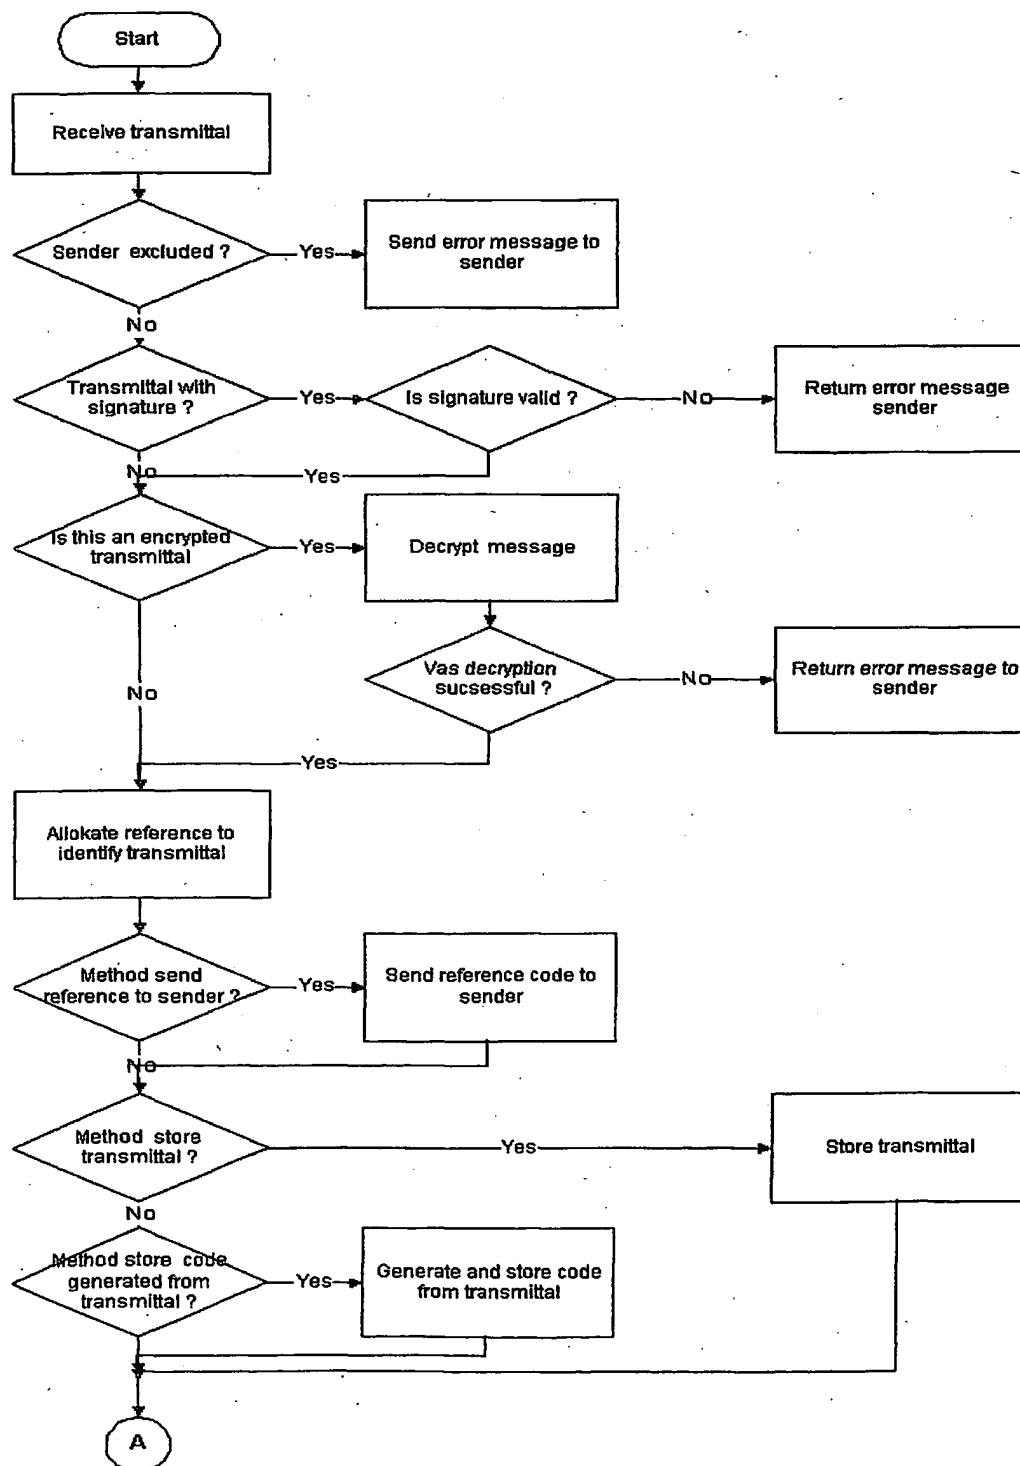 Start
Receive transmittal
Sender excluded ?
Yes
Send error message to
sender
No
Transmittal with
signature ?
Yes
Is signature valid ?
No
Return error message
sender
No
Yes
Is this an encrypted
transmittal
Yes
Decrypt message
Vas decryption
sucsessful ?
No
Return error message to
sender
No
Yes
Allokate reference to
identify transmittal
Method send
reference to sender ?
Yes
Send reference code to
sender
No
Method store
transmittal ?
Yes
Store transmittal
No
Method store code
generated from
transmittal ?
Yes
Generate and store code
from transmittal
A